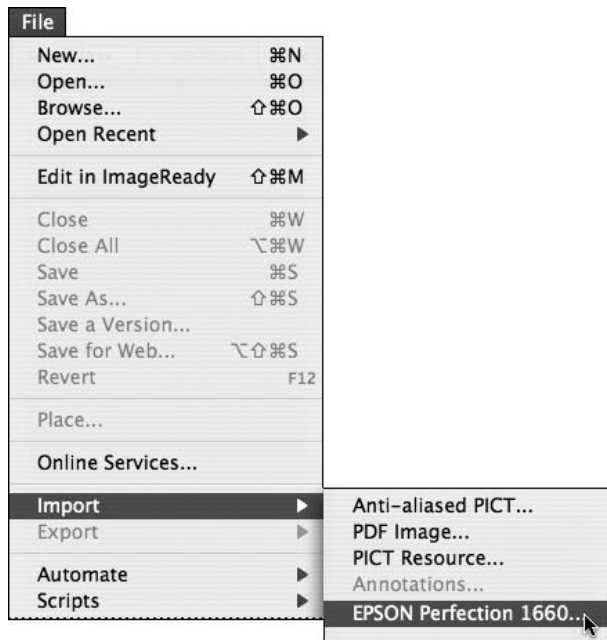 File
New... ⌘N
Open... ⌘O
Browse... ⇧⌘O
Open Recent
Edit in ImageReady ⇧⌘M
Close ⌘W
Close All ⌥⌘W
Save ⌘S
Save As... ⇧⌘S
Save a Version...
Save for Web... ⌥⇧⌘S
Revert F12
Place...
Online Services...
Import
Export
Automate
Scripts
Anti-aliased PICT...
PDF Image...
PICT Resource...
Annotations...
EPSON Perfection 1660...